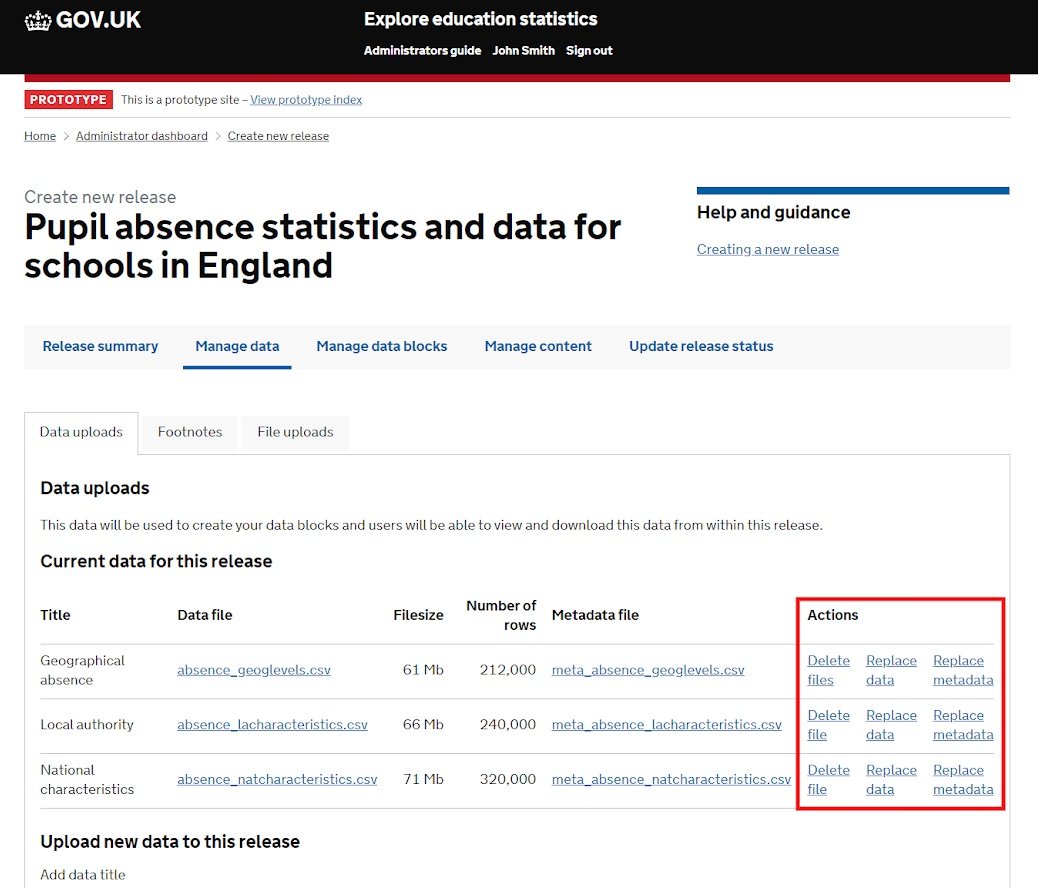 GOV.UK
Explore education statistics
Administrators guide John Smith Sign out
PROTOTYPE This is a prototype site – View prototype index
Home > Administrator dashboard > Create new release
Create new release
Pupil absence statistics and data for
schools in England
Help and guidance
Creating a new release
Release summary Manage data Manage data blocks Manage content Update release status
Data uploads Footnotes File uploads
Data uploads
This data will be used to create your data blocks and users will be able to view and download this data from within this release.
Current data for this release
Title Data file Filesize Number of rows Metadata file Actions
Geographical absence absence_geoglevels.csv 61 Mb 212,000 meta_absence_geoglevels.csv Delete files Replace data Replace metadata
Local authority absence_lacharacteristics.csv 66 Mb 240,000 meta_absence_lacharacteristics.csv Delete file Replace data Replace metadata
National characteristics absence_natcharacteristics.csv 71 Mb 320,000 meta_absence_natcharacteristics.csv Delete file Replace data Replace metadata
Upload new data to this release
Add data title